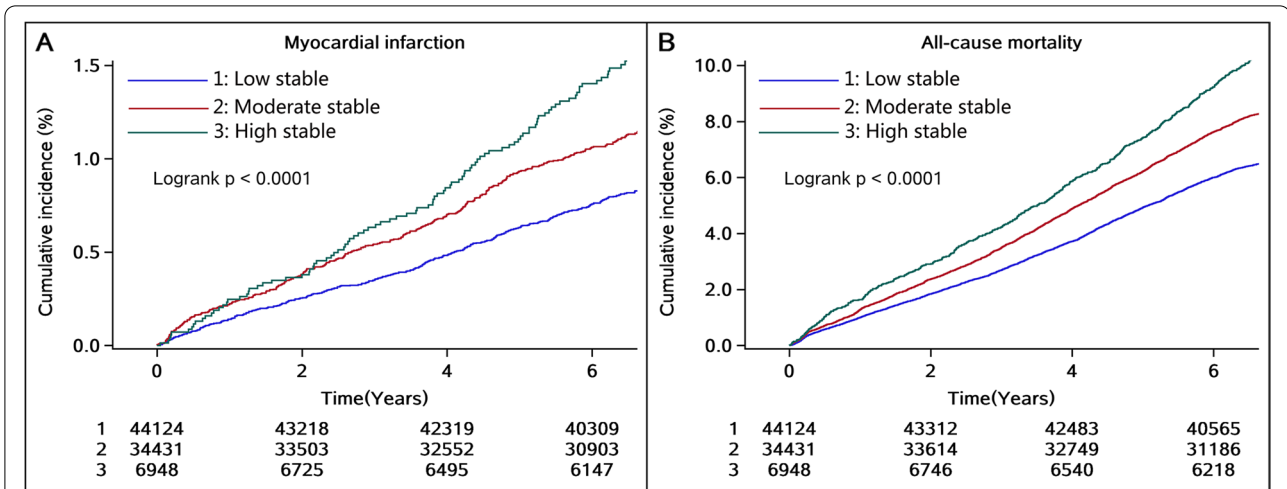 A
Myocardial infarction
Cumulative incidence (%)
1.5
1.0
0.5
0.0
1: Low stable
2: Moderate stable
3: High stable
Logrank p < 0.0001
0 2 4 6
Time(Years)
1 44124 43218 42319 40309
2 34431 33503 32552 30903
3 6948 6725 6495 6147
B
All-cause mortality
Cumulative incidence (%)
10.0
8.0
6.0
4.0
2.0
0.0
1: Low stable
2: Moderate stable
3: High stable
Logrank p < 0.0001
0 2 4 6
Time(Years)
1 44124 43312 42483 40565
2 34431 33614 32749 31186
3 6948 6746 6540 6218